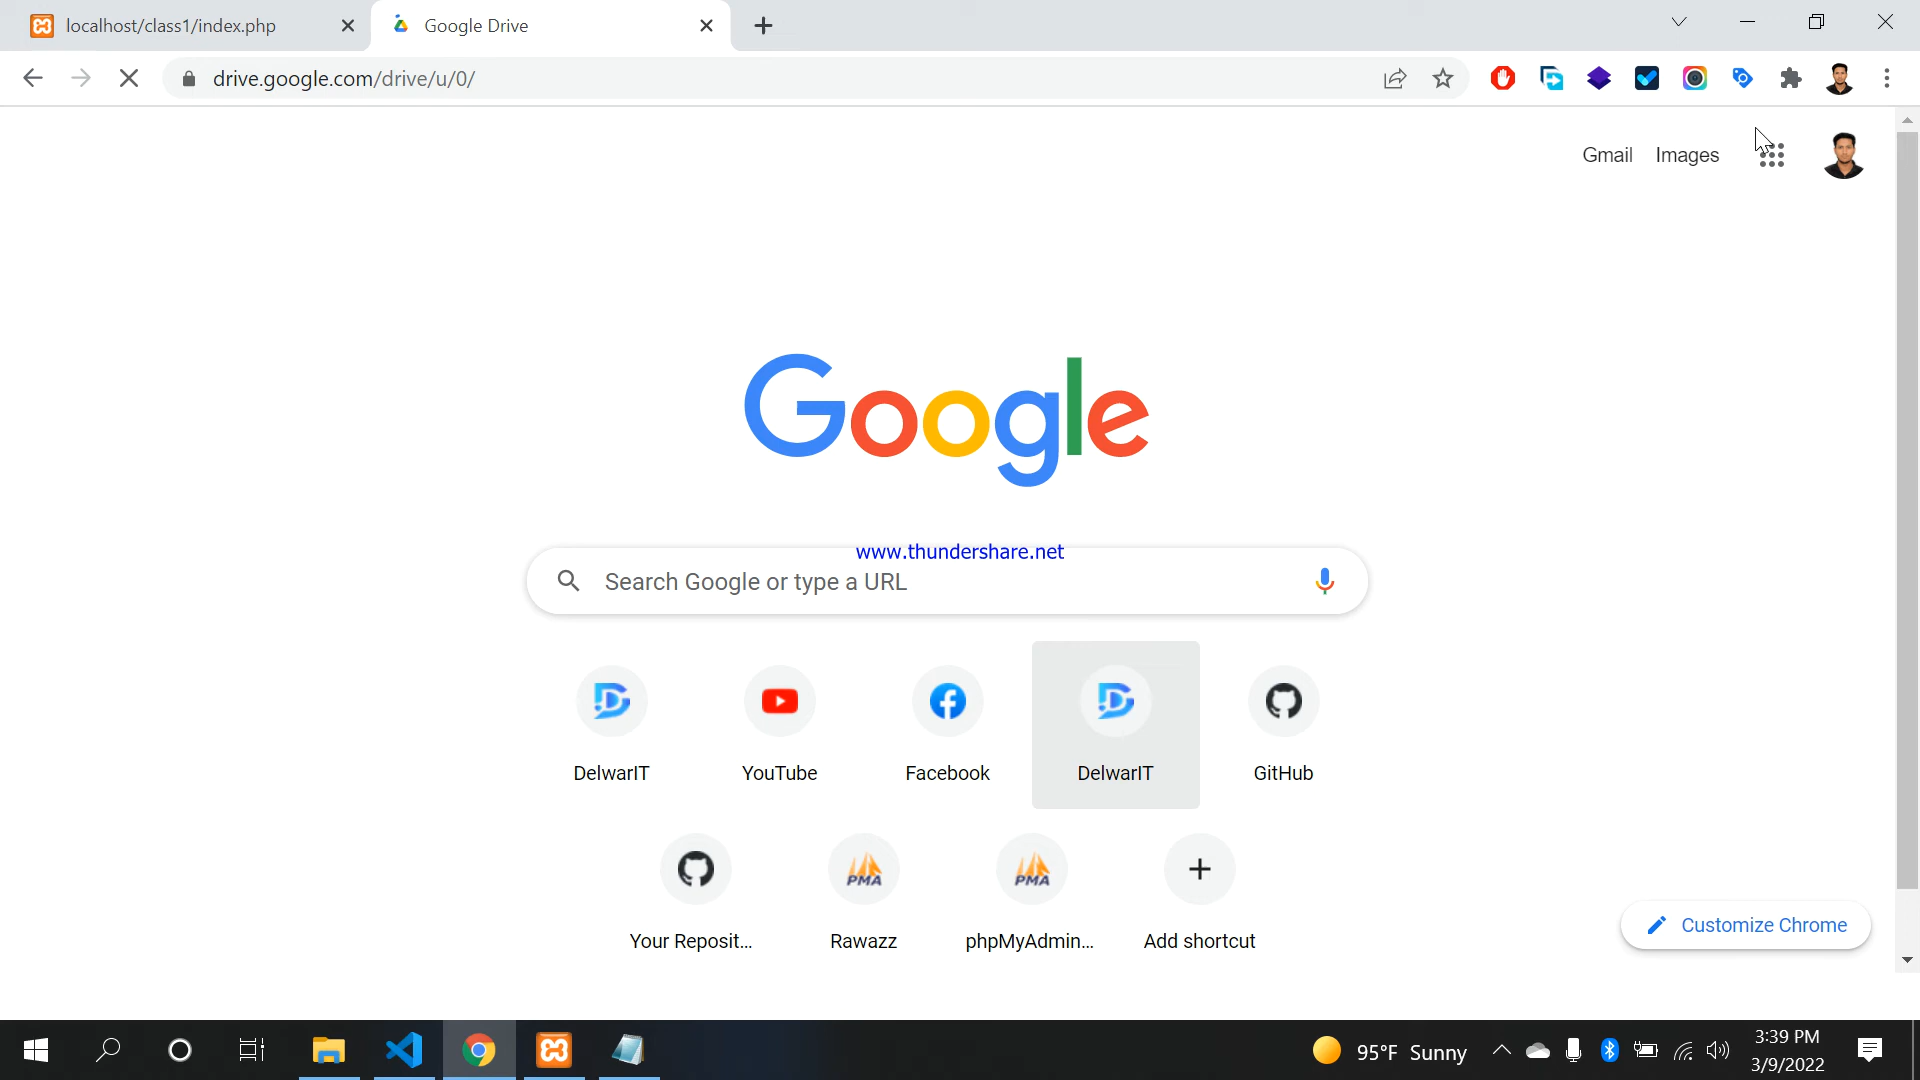 localhost/class1/index.php
Google Drive
drive.google.com/drive/u/0/
Gmail Images
Google
www.thundershare.net
Search Google or type a URL
DelwarIT YouTube Facebook DelwarIT GitHub
PMA PMA
Your Reposit... Rawazz phpMyAdmin... Add shortcut
Customize Chrome
95°F Sunny
3:39 PM
3/9/2022